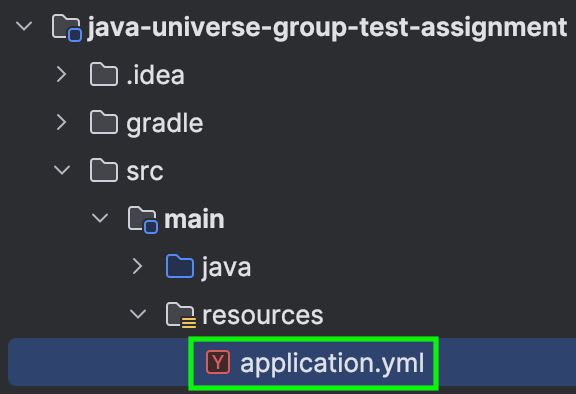 java-universe-group-test-assignment
.idea
gradle
src
main
java
resources
Y application.yml